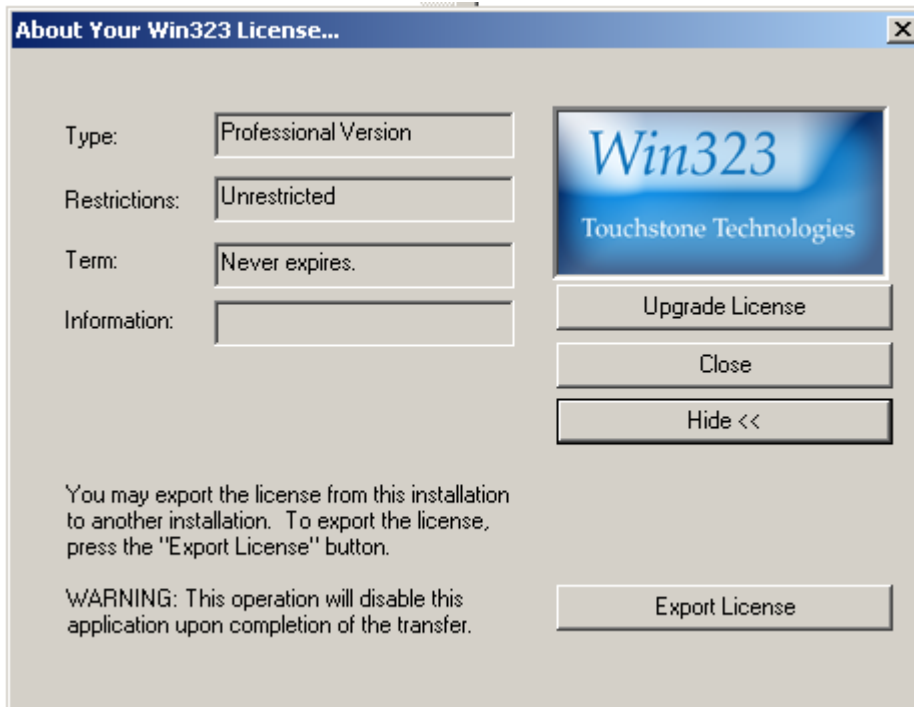 About Your Win323 License...
Type: Professional Version
Restrictions: Unrestricted
Term: Never expires.
Information:
Win323
Touchstone Technologies
Upgrade License
Close
Hide <<
You may export the license from this installation
to another installation.  To export the license,
press the "Export License" button.
WARNING: This operation will disable this
application upon completion of the transfer.
Export License